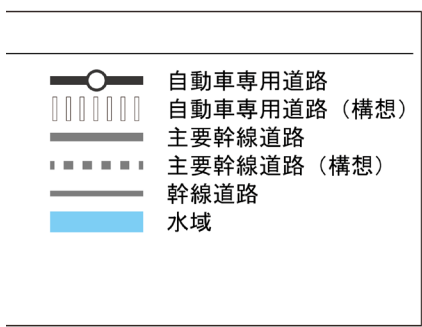 自動車専用道路
自動車専用道路（構想）
主要幹線道路
主要幹線道路（構想）
幹線道路
水域